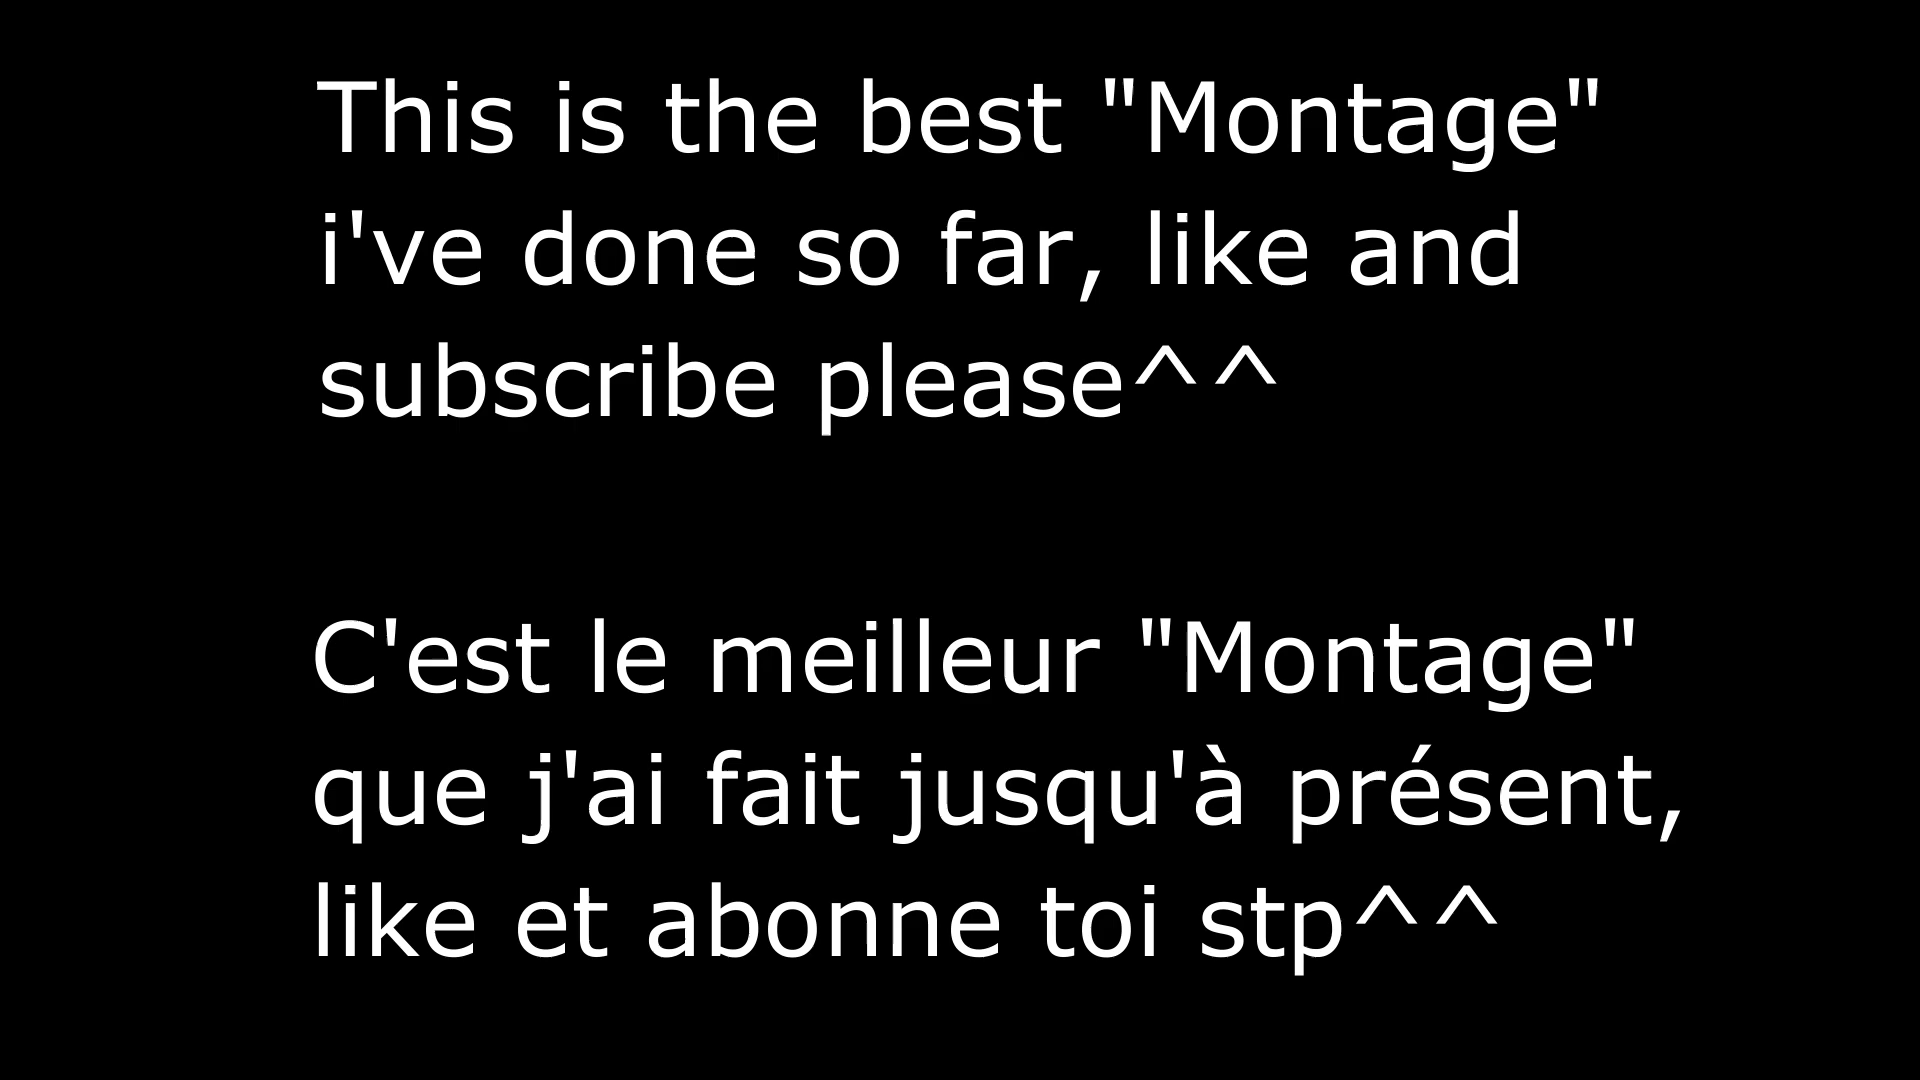 This is the best "Montage"
i've done so far, like and
subscribe please^^
C'est le meilleur "Montage"
que j'ai fait jusqu'à présent,
like et abonne toi stp^^